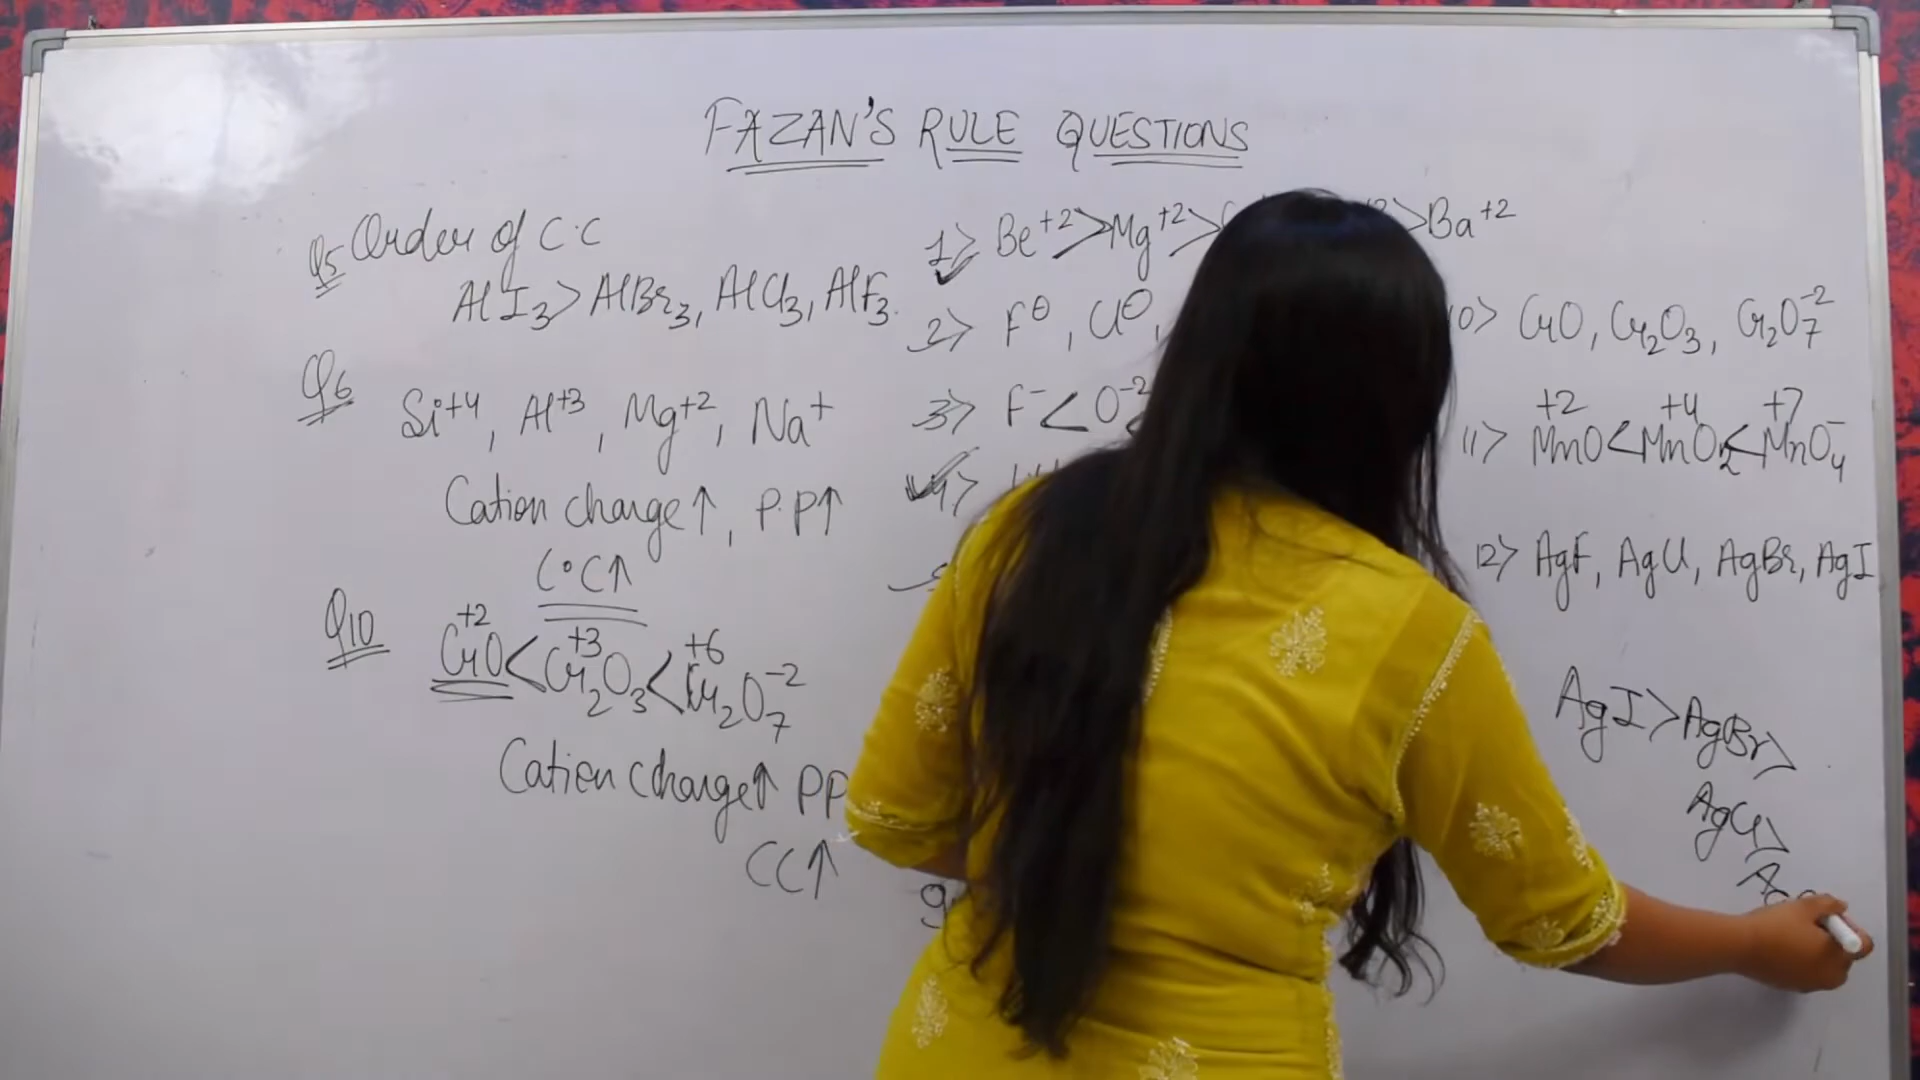 FAZAN'S RULE QUESTIONS
Q5 Order of C.C
AlI3 > AlBr3, AlCl3, AlF3.
Q6
Si+4, Al+3, Mg+2, Na+
Cation charge↑, P.P↑
C.C↑
Q10
+2 +3 +6
CrO < Cr2O3 < Cr2O7-2
Cation charge↑ PP
CC↑
1> Be+2 > Mg+2 > > Ba+2
2> F⊖, Cl⊖,
3> F- < O-2
4>
9
10> CrO, Cr2O3, Cr2O7-2
+2 +4 +7
11> MnO < MnO2 < MnO4-
12> AgF, AgCl, AgBr, AgI
AgI > AgBr >
AgCl >